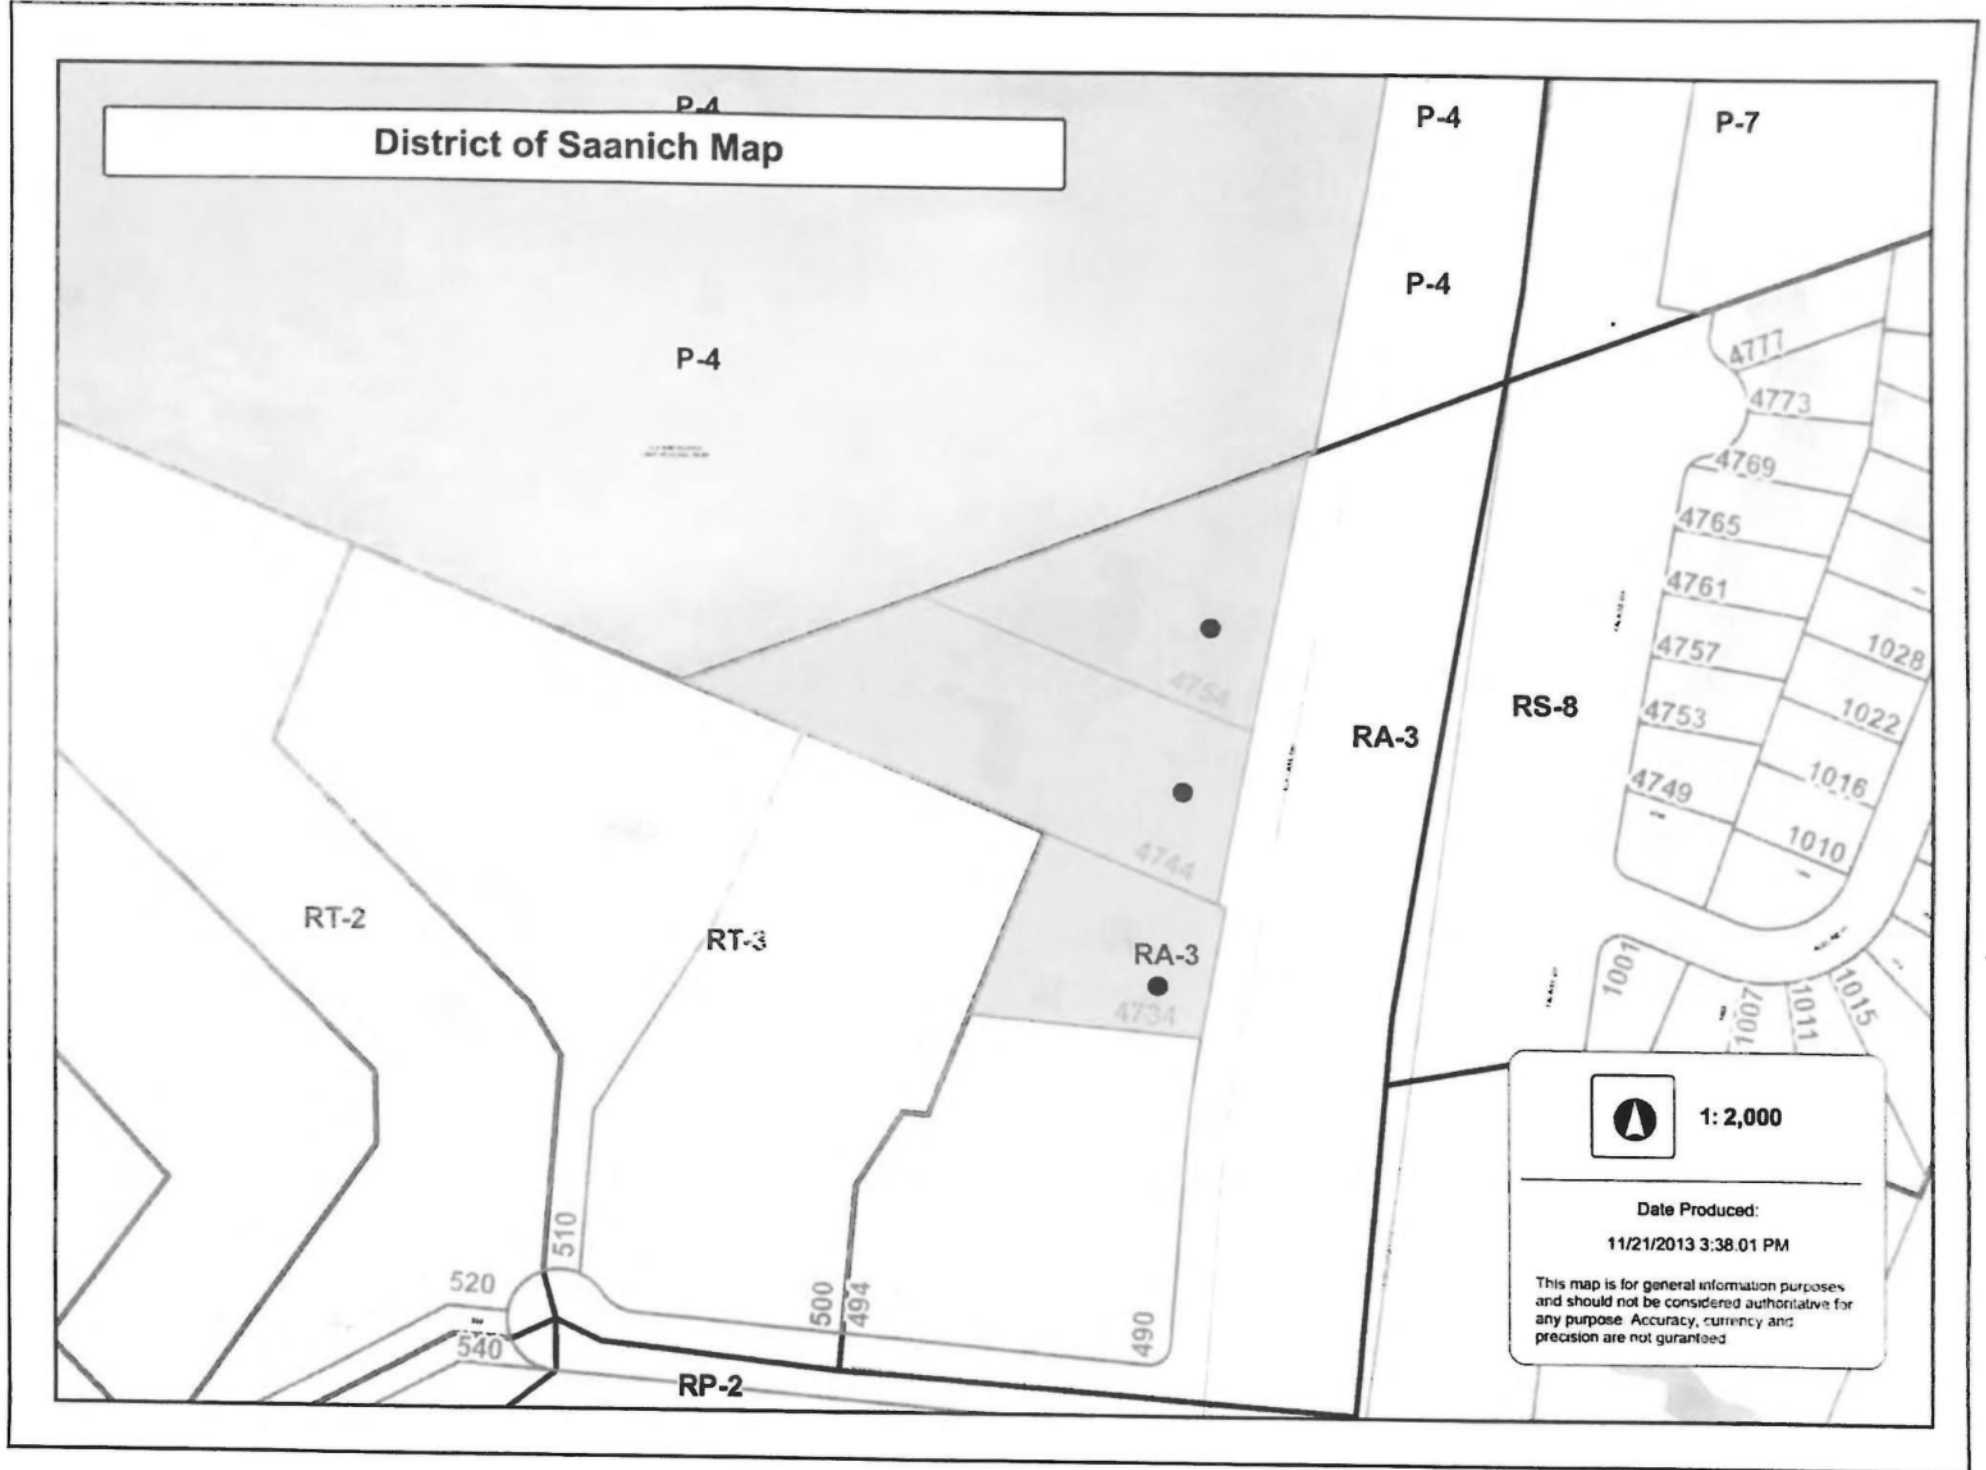 P-4
District of Saanich Map
P-4
P-7
P-4
P-4
4777
4773
4769
4765
4761
4757
4753
4749
1028
1022
1016
1010
4754
4744
RA-3
RS-8
RT-2
RT-3
RA-3
4734
1001
1007
1011
1015
510
520
540
500
494
490
RP-2
1: 2,000
Date Produced:
11/21/2013 3:38:01 PM
This map is for general information purposes
and should not be considered authoritative for
any purpose. Accuracy, currency and
precision are not guranteed